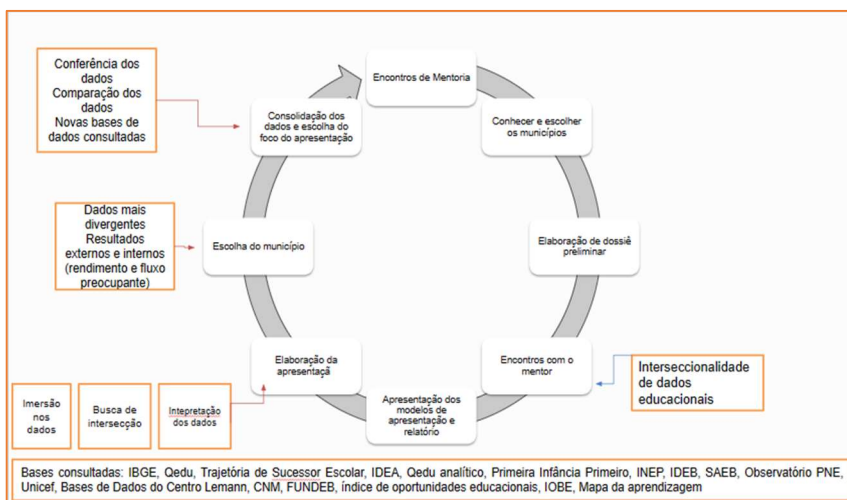 Conferência dos
dados
Comparação dos
dados
Novas bases de
dados consultadas
Encontros de Mentoria
Consolidação dos
dados e escolha do
foco do apresentação
Conhecer e escolher
os municípios
Dados mais
divergentes
Resultados
externos e internos
(rendimento e fluxo
preocupante)
Escolha do município
Elaboração de dossiê
preliminar
Elaboração da
apresentaçã
Encontros com o
mentor
Interseccionalidade
de dados
educacionais
Imersão
nos
dados
Busca de
intersecção
Intepretação
dos dados
Apresentação dos
modelos de
apresentação e
relatório
Bases consultadas: IBGE, Qedu, Trajetória de Sucessor Escolar, IDEA, Qedu analítico, Primeira Infância Primeiro, INEP, IDEB, SAEB, Observatório PNE,
Unicef, Bases de Dados do Centro Lemann, CNM, FUNDEB, índice de oportunidades educacionais, IOBE, Mapa da aprendizagem